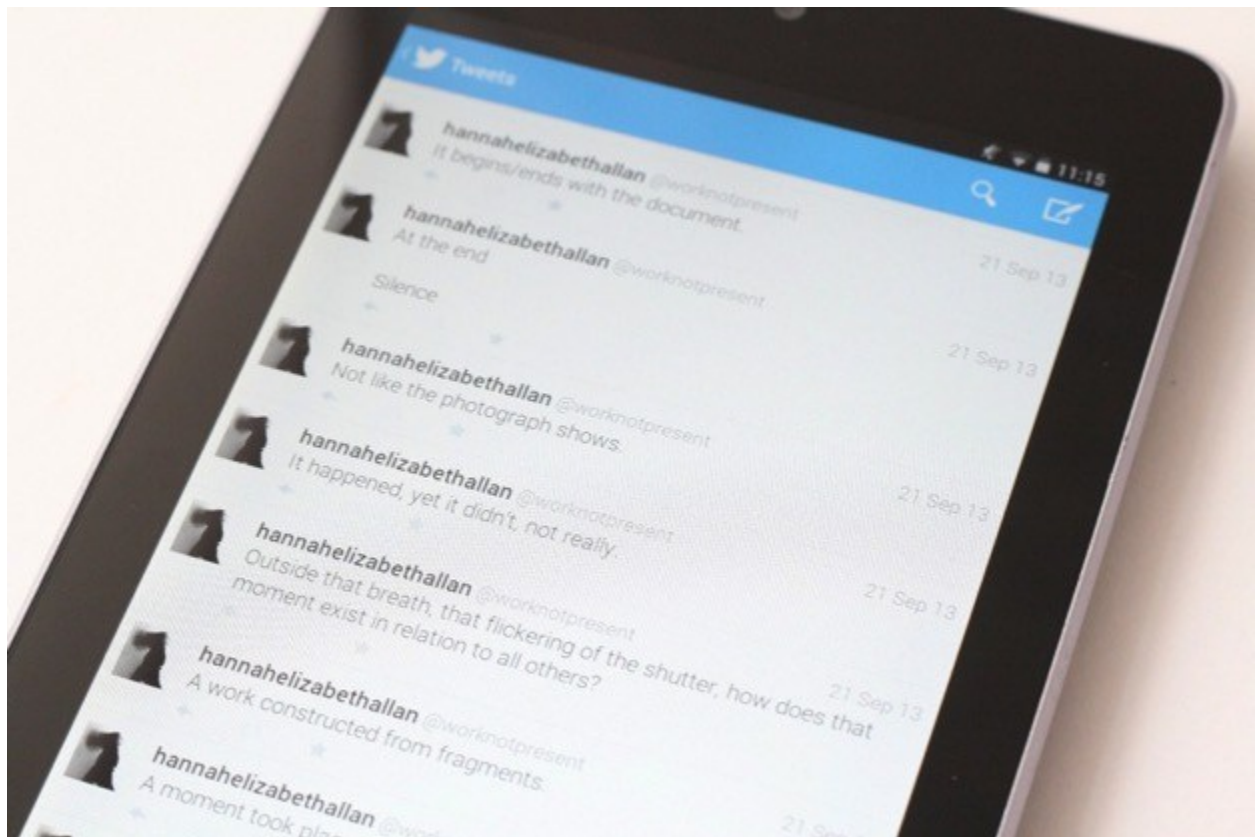 Tweets
11:15
hannahelizabethallan @worknotpresent
21 Sep 13
It begins/ends with the document.
hannahelizabethallan @worknotpresent
21 Sep 13
At the end
Silence
hannahelizabethallan @worknotpresent
21 Sep 13
Not like the photograph shows.
hannahelizabethallan @worknotpresent
21 Sep 13
It happened, yet it didn't, not really.
hannahelizabethallan @worknotpresent
21 Sep 13
Outside that breath, that flickering of the shutter, how does that
moment exist in relation to all others?
hannahelizabethallan @worknotpresent
21 Sep
A work constructed from fragments.
hannahelizabethallan
A moment took